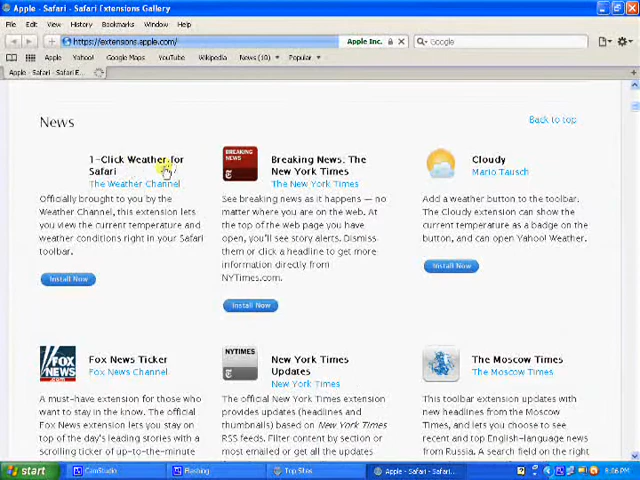 Apple - Safari - Safari Extensions Gallery
File Edit View History Bookmarks Window Help
https://extensions.apple.com/
Apple Inc.
Google
Apple Yahoo! Google Maps YouTube Wikipedia News (10) Popular
Apple - Safari - Safari E...
News
Back to top
1-Click Weather for
Safari
The Weather Channel
Officially brought to you by the
Weather Channel, this extension lets
you view the current temperature and
weather conditions right in your Safari
toolbar.
Install Now
BREAKING
NEWS
Breaking News: The
New York Times
The New York Times
See breaking news as it happens — no
matter where you are on the web. At
the top of the web page you have
open, you'll see story alerts. Dismiss
them or click a headline to get more
information directly from
NYTimes.com.
Install Now
Cloudy
Mario Tausch
Add a weather button to the toolbar.
The Cloudy extension can show the
current temperature as a badge on the
button, and can open Yahoo! Weather.
Install Now
FOX
NEWS
Fox News Ticker
Fox News Channel
A must-have extension for those who
want to stay in the know. The official
Fox News extension lets you stay on
top of the day's leading stories with a
scrolling ticker of up-to-the-minute
NYTIMES
New York Times
Updates
New York Times
The official New York Times extension
provides updates (headlines and
thumbnails) based on New York Times
RSS feeds. Filter content by section or
most emailed or get all the updates
The Moscow Times
The Moscow Times
This toolbar extension updates with
new headlines from the Moscow
Times, and lets you choose to see
recent and top English-language news
from Russia. A search field on the right
start
CamStudio
Flashing
Top Sites
Apple - Safari - Safari...
8:06 PM